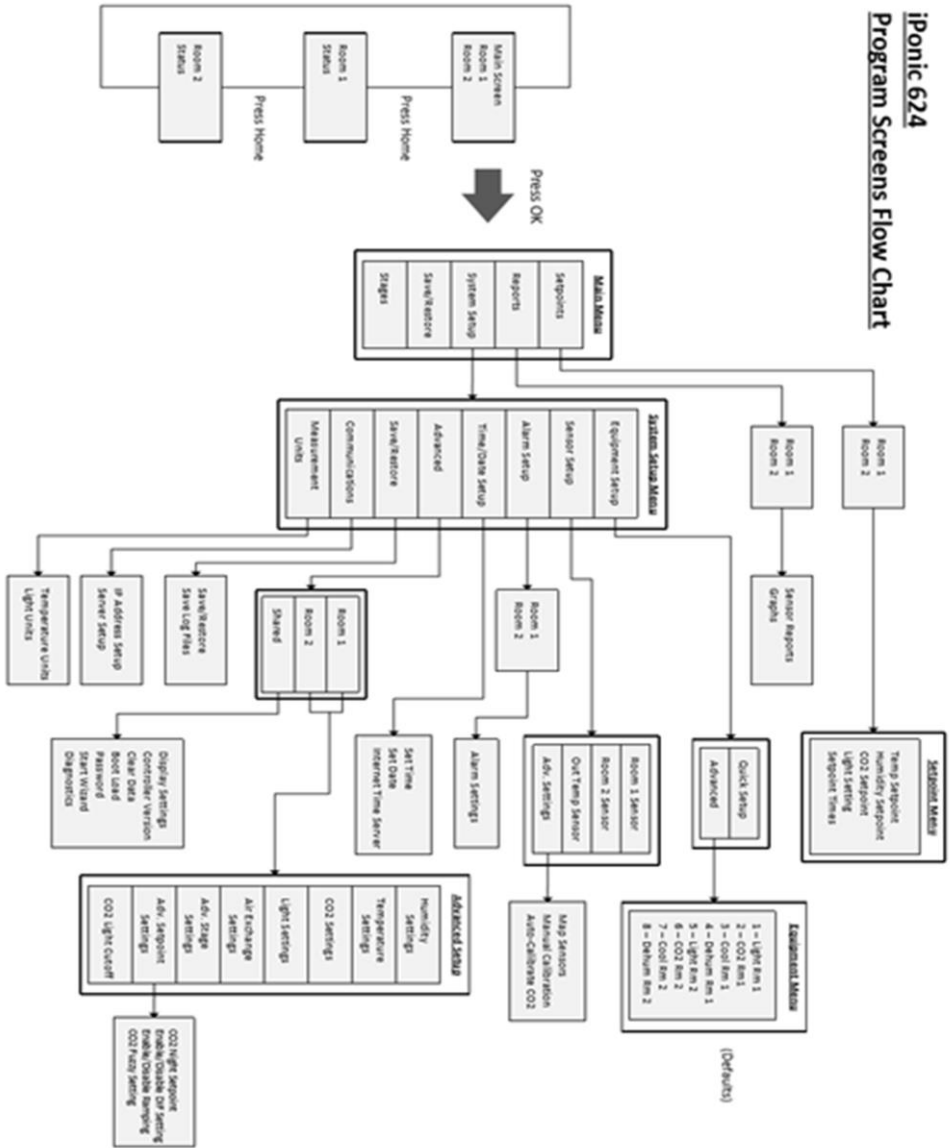 iPonic 624
Program Screens Flow Chart
Main Screen
Room 1
Room 2
Press Home
Room 1
Status
Press Home
Room 2
Status
Press OK
Main Menu
Setpoints
Reports
System Setup
Save/Restore
Stages
Room 1
Room 2
Setpoint Menu
Temp Setpoint
Humidity Setpoint
CO2 Setpoint
Light Setting
Setpoint Times
Room 1
Room 2
Sensor Reports
Graphs
System Setup Menu
Equipment Setup
Sensor Setup
Alarm Setup
Time/Date Setup
Advanced
Save/Restore
Communications
Measurement
Units
Quick Setup
Advanced
Equipment Menu
1 – Light Rm 1
2 – CO2 Rm1
3 – Cool Rm 1
4 – Dehum Rm 1
5 – Light Rm 2
6 – CO2 Rm 2
7 – Cool Rm 2
8 – Dehum Rm 2
(Defaults)
Room 1 Sensor
Room 2 Sensor
Out Temp Sensor
Adv. Settings
Map Sensors
Manual Calibration
Auto-Calibrate CO2
Room 1
Room 2
Alarm Settings
Set Time
Set Date
Internet Time Server
Room 1
Room 2
Shared
Advanced Setup
Humidity
Settings
Temperature
Settings
CO2 Settings
Light Settings
Air Exchange
Settings
Adv. Stage
Settings
Adv. Setpoint
Settings
CO2 Light Cutoff
CO2 Night Setpoint
Enable/Disable DIF Setting
Enable/Disable Ramping
CO2 Fuzzy Setting
Display Settings
Controller Version
Clear Data
Boot Load
Password
Start Wizard
Diagnostics
Save/Restore
Save Log Files
IP Address Setup
Server Setup
Temperature Units
Light Units